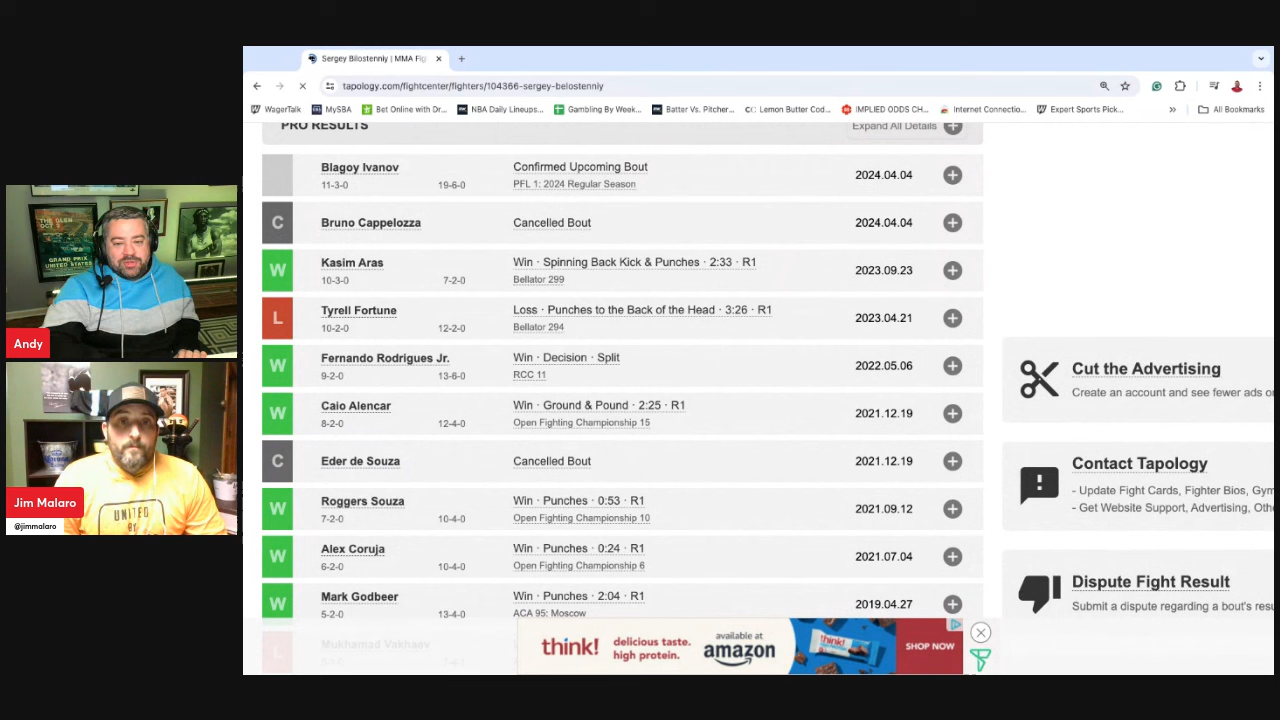 Sergey Bilostenniy | MMA Fig
tapology.com/fightcenter/fighters/104366-sergey-belostenniy
WagerTalk
MySBA
Bet Online with Dr...
NBA Daily Lineups...
Gambling By Week...
Batter Vs. Pitcher...
Lemon Butter Cod...
IMPLIED ODDS CH...
Internet Connectio...
Expert Sports Pick...
»
All Bookmarks
PRO RESULTS
Expand All Details
Blagoy Ivanov
Confirmed Upcoming Bout
2024.04.04
11-3-0
19-6-0
PFL 1: 2024 Regular Season
C
Bruno Cappelozza
Cancelled Bout
2024.04.04
W
Kasim Aras
Win · Spinning Back Kick & Punches · 2:33 · R1
2023.09.23
10-3-0
7-2-0
Bellator 299
L
Tyrell Fortune
Loss · Punches to the Back of the Head · 3:26 · R1
2023.04.21
10-2-0
12-2-0
Bellator 294
W
Fernando Rodrigues Jr.
Win · Decision · Split
2022.05.06
9-2-0
13-6-0
RCC 11
W
Caio Alencar
Win · Ground & Pound · 2:25 · R1
2021.12.19
8-2-0
12-4-0
Open Fighting Championship 15
C
Eder de Souza
Cancelled Bout
2021.12.19
W
Roggers Souza
Win · Punches · 0:53 · R1
2021.09.12
7-2-0
10-4-0
Open Fighting Championship 10
W
Alex Coruja
Win · Punches · 0:24 · R1
2021.07.04
6-2-0
10-4-0
Open Fighting Championship 6
W
Mark Godbeer
Win · Punches · 2:04 · R1
2019.04.27
5-2-0
13-4-0
ACA 95: Moscow
L
Mukhamad Vakhaev
Cut the Advertising
Create an account and see fewer ads o
Contact Tapology
- Update Fight Cards, Fighter Bios, Gym
- Get Website Support, Advertising, Oth
Dispute Fight Result
Submit a dispute regarding a bout's resu
think!
delicious taste.
high protein.
available at
amazon
think!
SHOP NOW
THE GLEN
OCT
GRAND PRIX
UNITED STATES
Andy
UNITED
BY
Jim Malaro
@jimmalaro